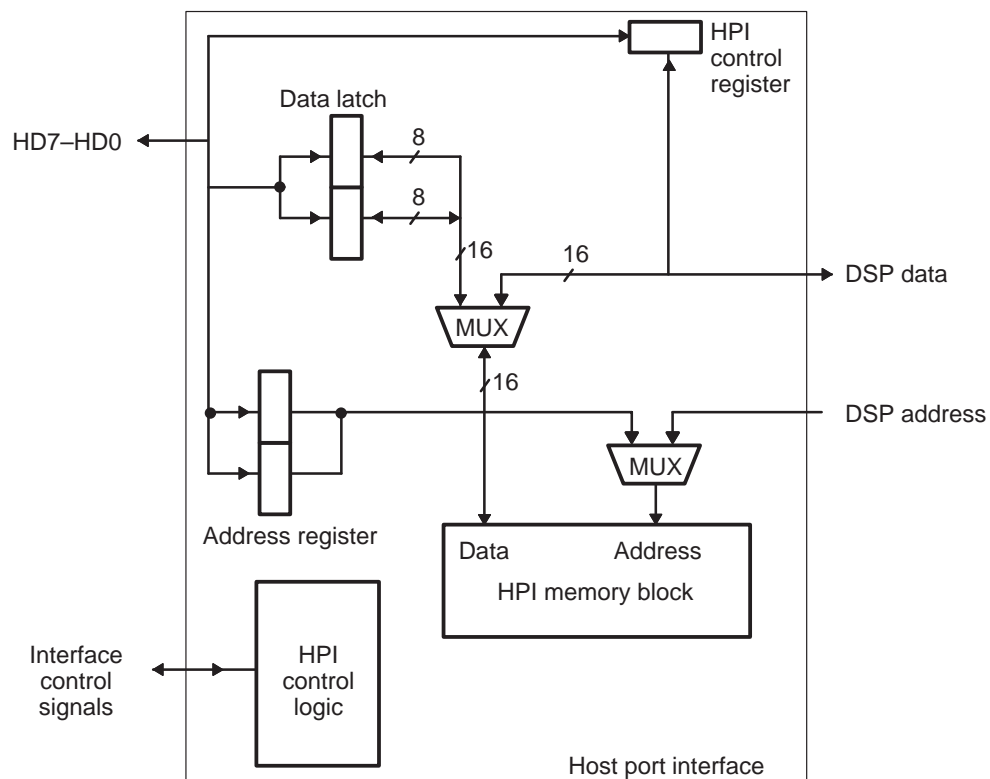 HPI
control
register
Data latch
HD7–HD0
8
8
16
16
DSP data
MUX
16
DSP address
MUX
Address register
Data
Address
HPI memory block
Interface
control
signals
HPI
control
logic
Host port interface